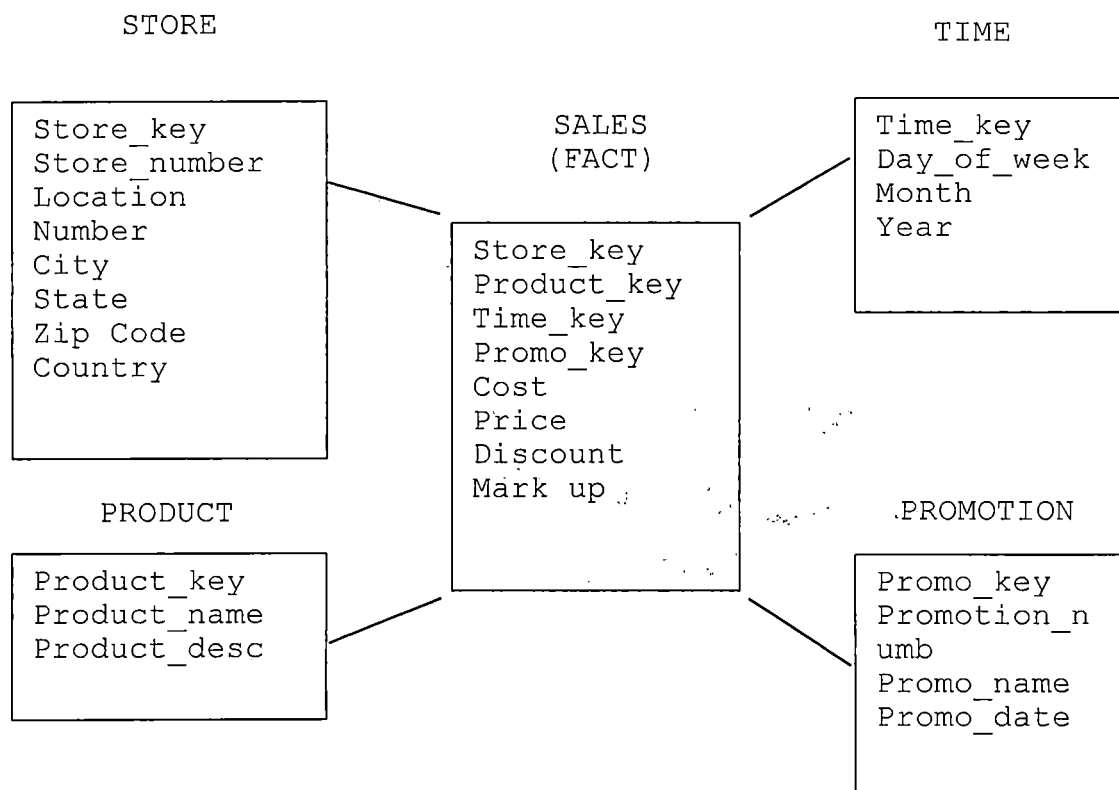 STORE
Store_key
Store_number
Location
Number
City
State
Zip Code
Country
SALES
(FACT)
Store_key
Product_key
Time_key
Promo_key
Cost
Price
Discount
Mark up
TIME
Time_key
Day_of_week
Month
Year
PRODUCT
Product_key
Product_name
Product_desc
PROMOTION
Promo_key
Promotion_n
umb
Promo_name
Promo_date